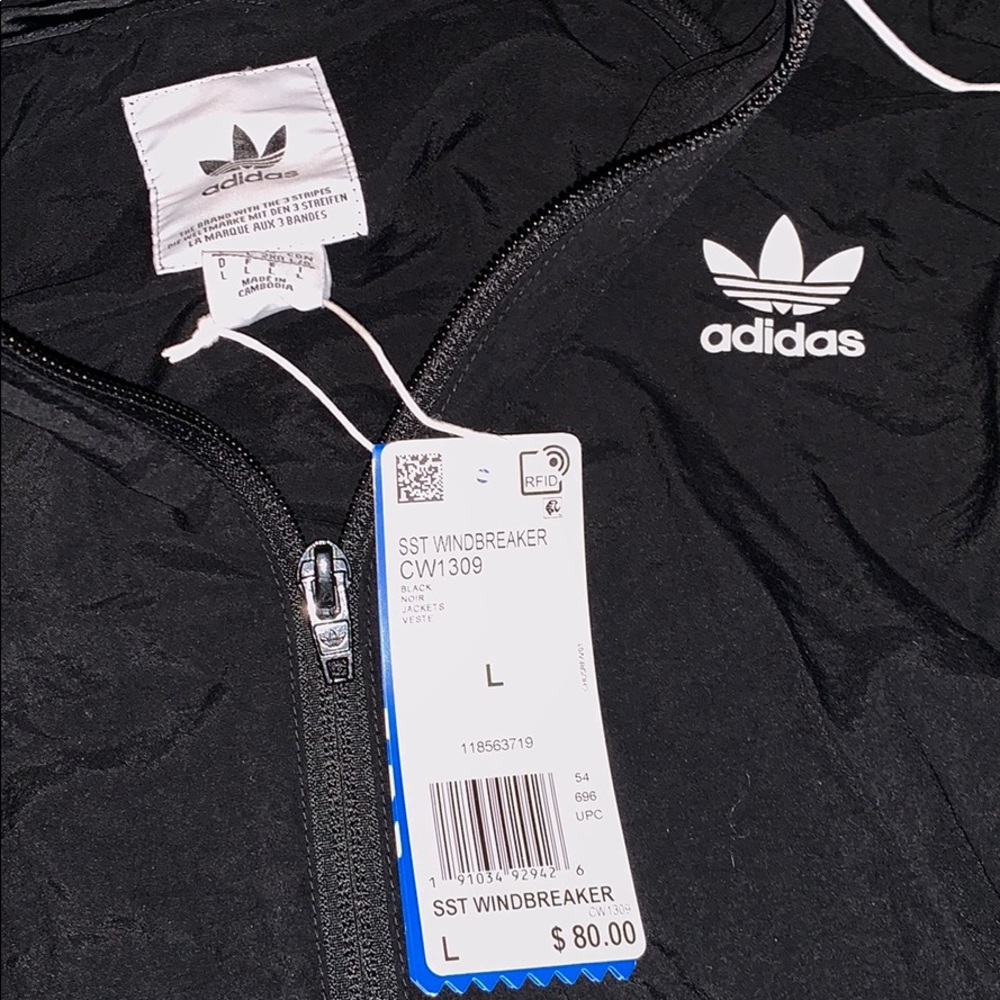 adidas
THE BRAND WITH THE 3 STRIPES
DIE WELTMARKE MIT DEN 3 STREIFEN
LA MARQUE AUX 3 BANDES
D F E I
L L L L
MADE IN
CAMBODIA
adidas
RFID
SST WINDBREAKER
CW1309
BLACK
NOIR
JACKETS
VESTE
L
118563719
54
696
UPC
1 91034 92942 6
SST WINDBREAKER
CW1309
L $ 80.00